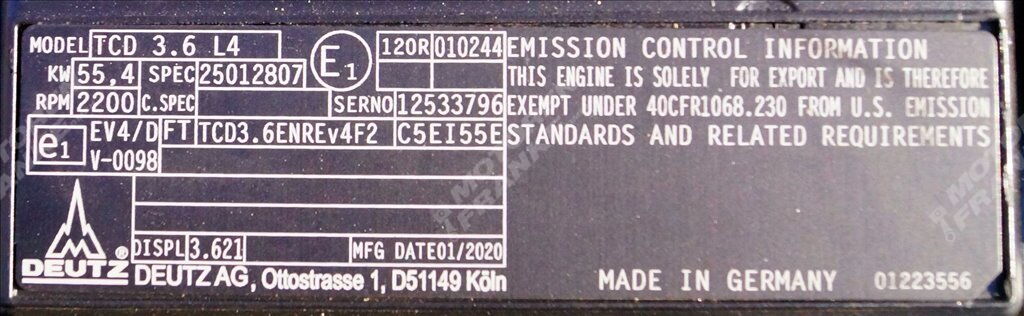 MODEL TCD 3.6 L4 E1 120R 010244 EMISSION CONTROL INFORMATION
KW 55,4 SPEC 25012807 THIS ENGINE IS SOLELY FOR EXPORT AND IS THEREFORE
RPM 2200 C.SPEC SERNO 12533796 EXEMPT UNDER 40CFR1068.230 FROM U.S. EMISSION
e1 EV4/D FT TCD3.6ENREv4F2 C5EI55E STANDARDS AND RELATED REQUIREMENTS
V-0098
DISPL 3.621 MFG DATE01/2020
DEUTZ® DEUTZ AG, Ottostrasse 1, D51149 Köln MADE IN GERMANY 01223556